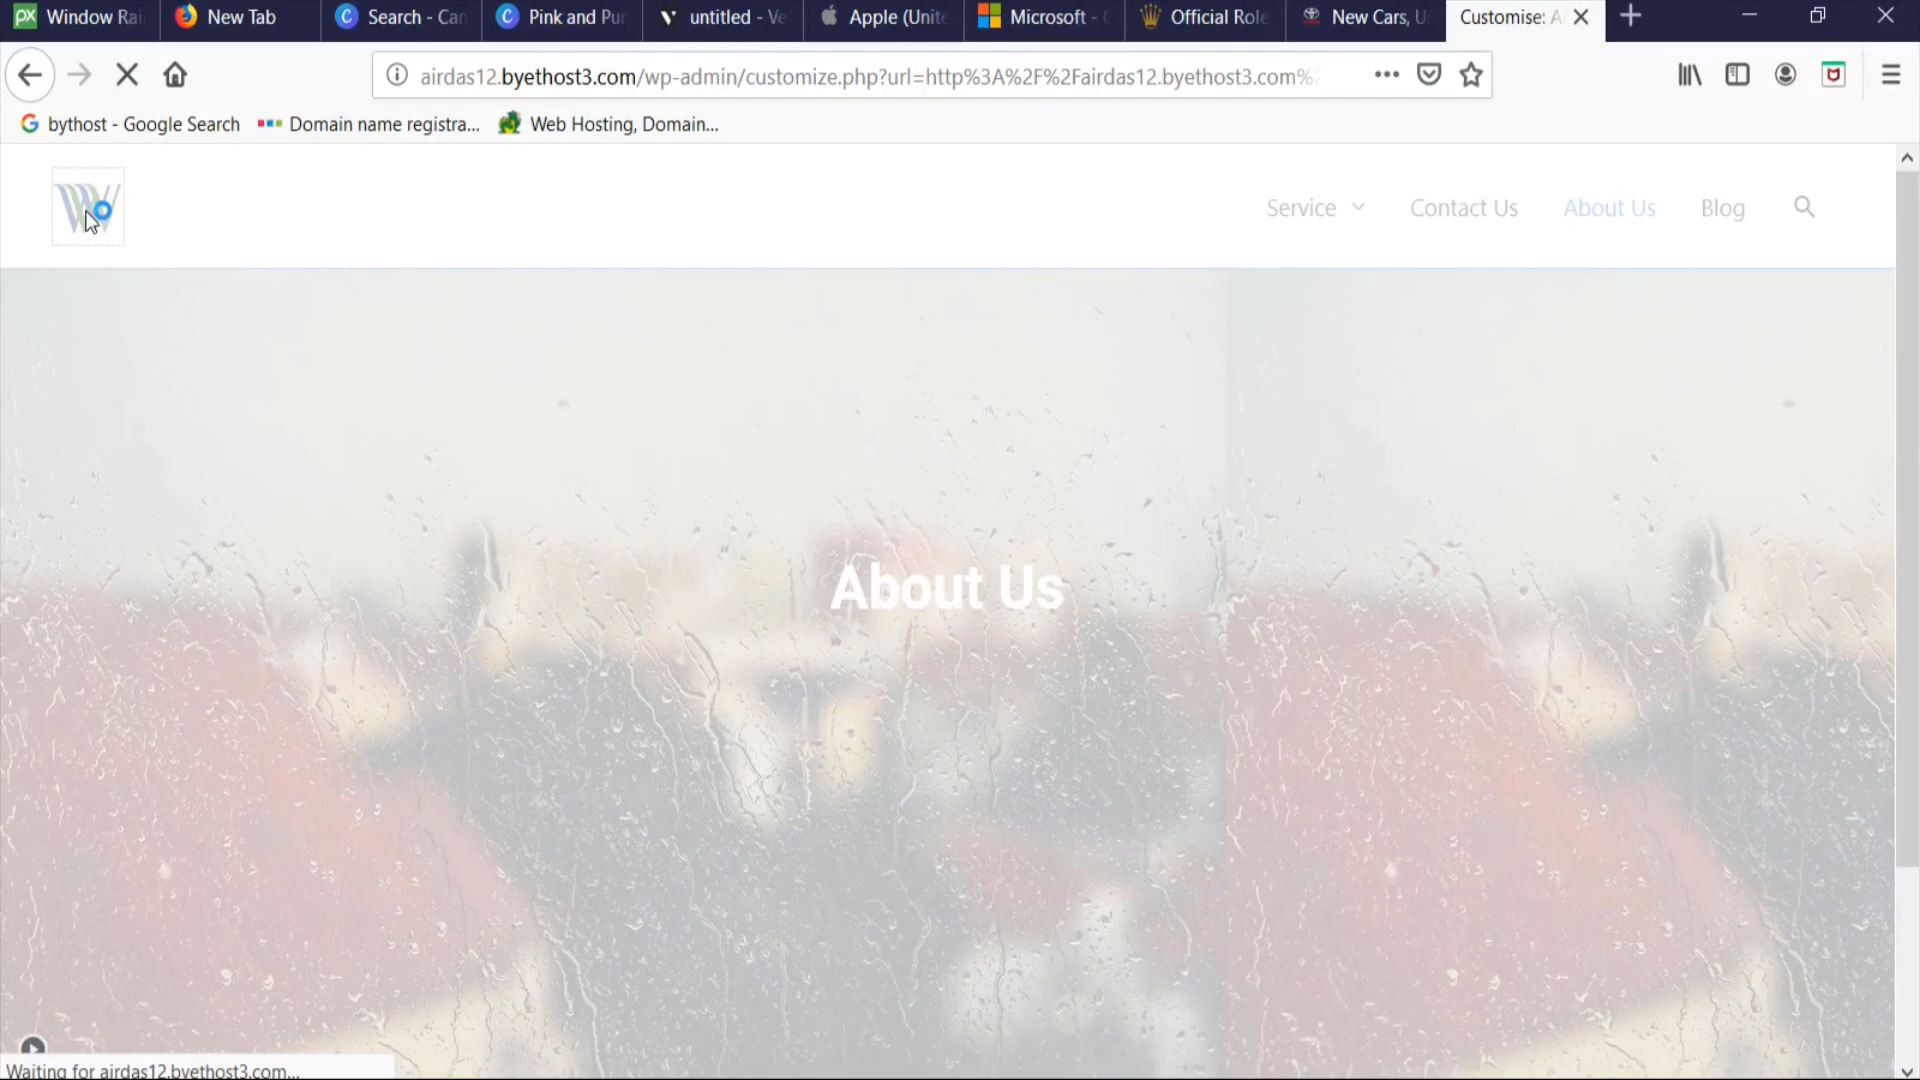 Window Rai
New Tab
Search - Can
Pink and Pur
untitled - Ve
Apple (Unite
Microsoft - 
Official Role
New Cars, U
Customise: A
airdas12.byethost3.com/wp-admin/customize.php?url=http%3A%2F%2Fairdas12.byethost3.com%2
bythost - Google Search
Domain name registra...
Web Hosting, Domain...
Service
Contact Us
About Us
Blog
About Us
Waiting for airdas12.byethost3.com...